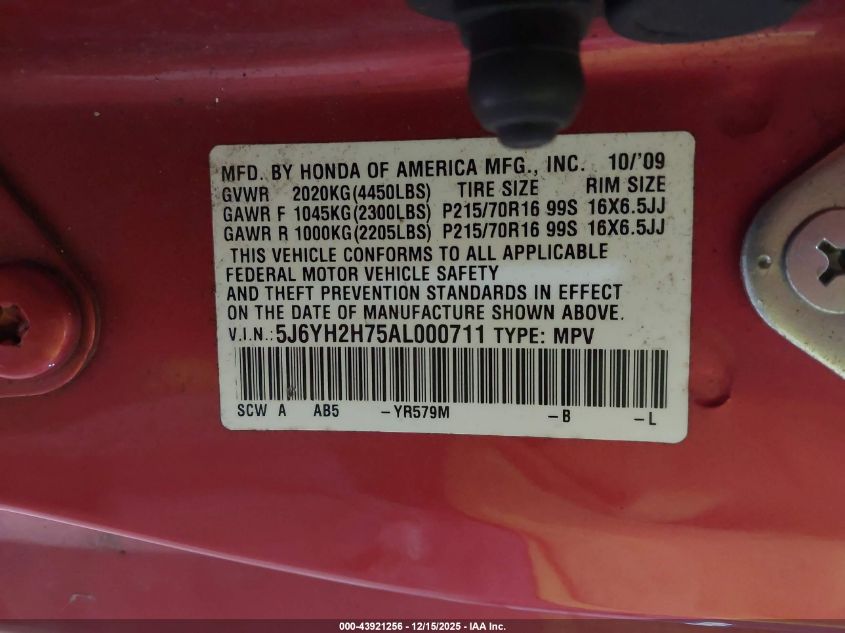 MFD. BY HONDA OF AMERICA MFG., INC. 10/'09
GVWR 2020KG(4450LBS) TIRE SIZE RIM SIZE
GAWR F 1045KG(2300LBS) P215/70R16 99S 16X6.5JJ
GAWR R 1000KG(2205LBS) P215/70R16 99S 16X6.5JJ
THIS VEHICLE CONFORMS TO ALL APPLICABLE
FEDERAL MOTOR VEHICLE SAFETY
AND THEFT PREVENTION STANDARDS IN EFFECT
ON THE DATE OF MANUFACTURE SHOWN ABOVE.
V.I.N.: 5J6YH2H75AL000711 TYPE: MPV
SCW A AB5 -YR579M -B -L
000-43921256 - 12/15/2025 - IAA Inc.